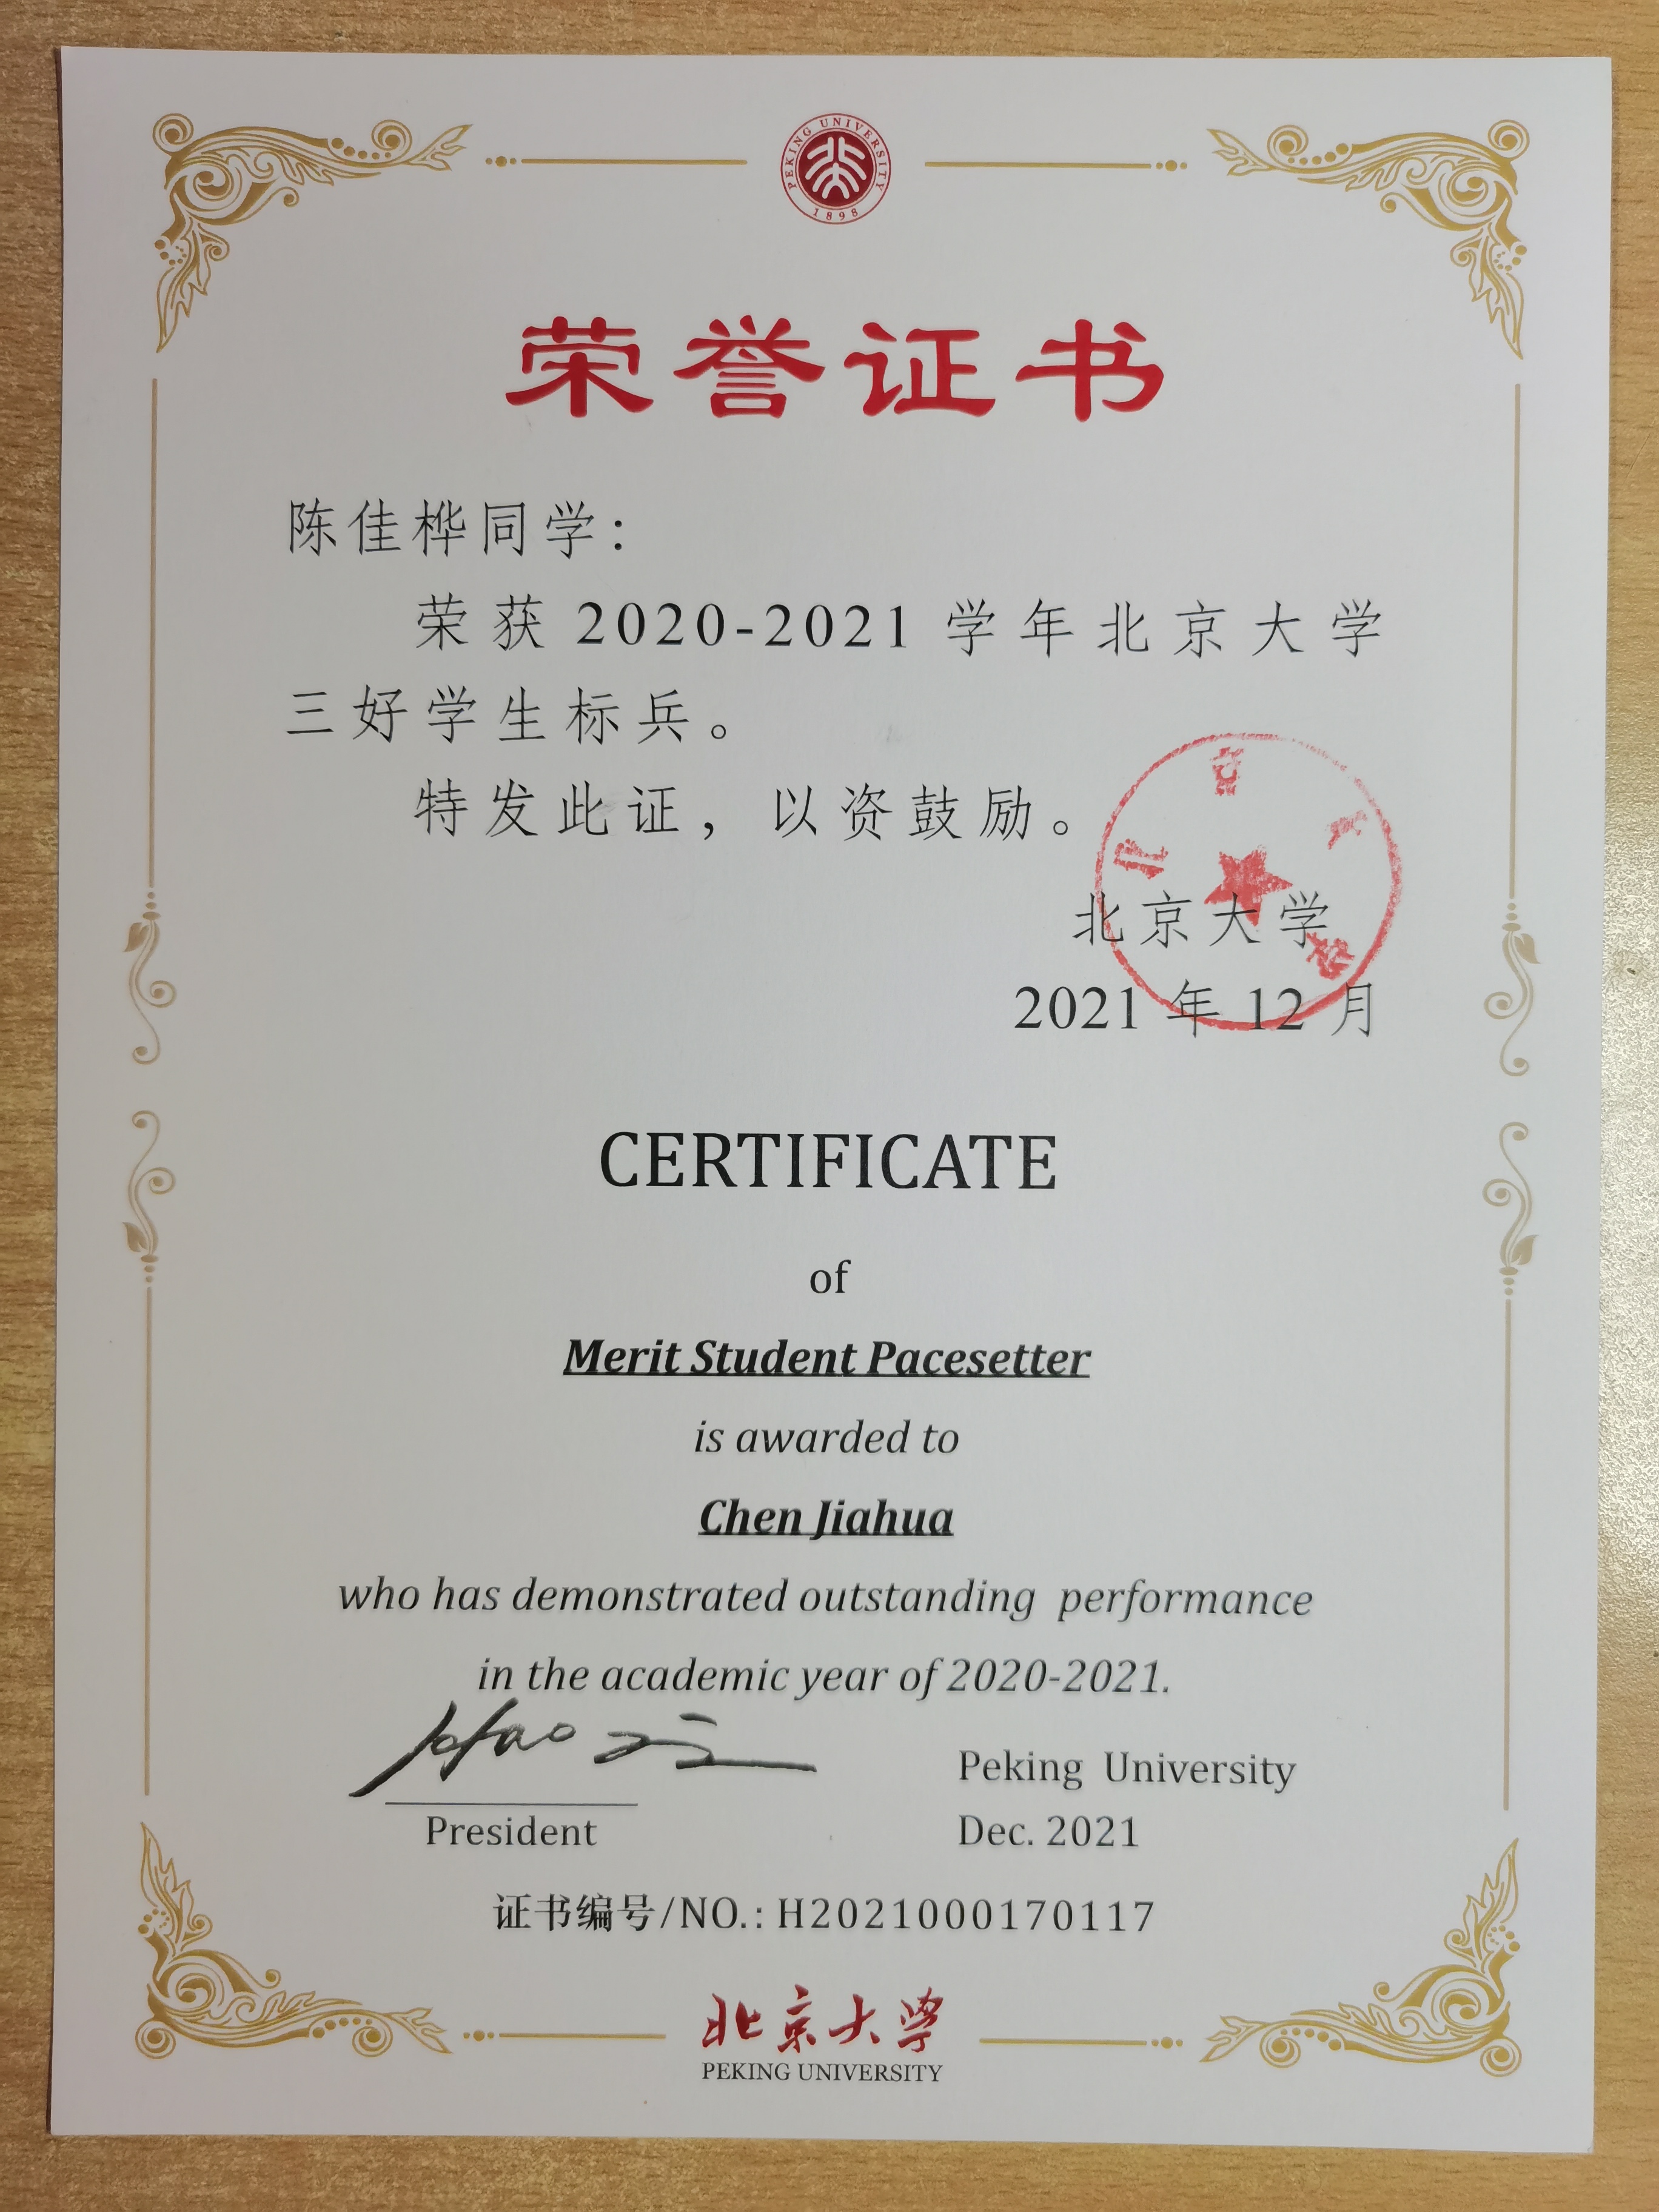 PEKING UNIVERSITY
1898
荣誉证书
陈佳桦同学：
荣获 2020-2021 学年北京大学
三好学生标兵。
特发此证，以资鼓励。
北京大学
北京大学
2021 年 12 月
CERTIFICATE
of
Merit Student Pacesetter
is awarded to
Chen Jiahua
who has demonstrated outstanding performance
in the academic year of 2020-2021.
Peking University
President
Dec. 2021
证书编号/NO.: H2021000170117
北京大学
PEKING UNIVERSITY